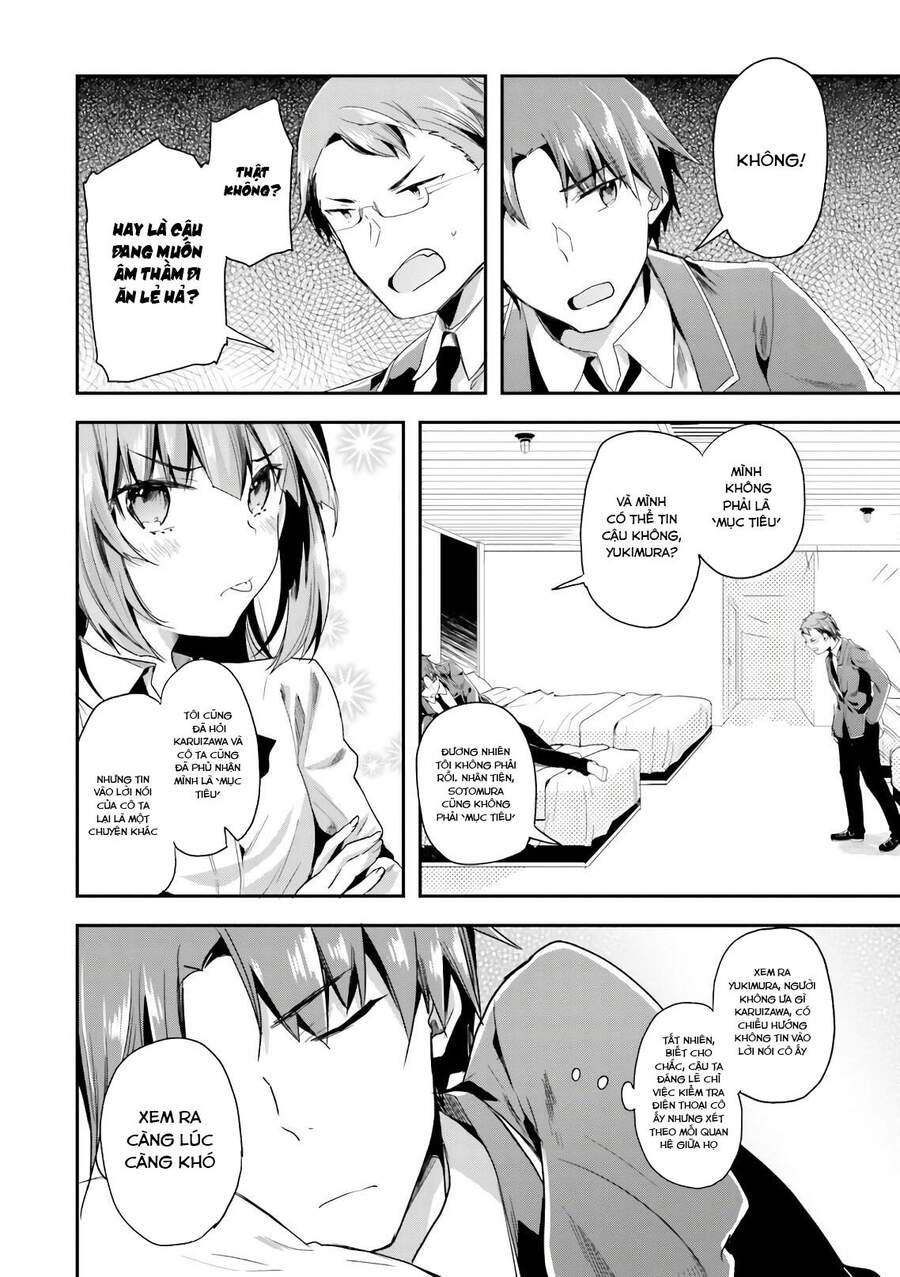 KHÔNG!
THẬT
KHÔNG?
HAY LÀ CẬU
ĐANG MUỐN
ÂM THẦM ĐI
ĂN LẺ HẢ?
MÌNH
KHÔNG
PHẢI LÀ
'MỤC TIÊU'
VÀ MÌNH
CÓ THỂ TIN
CẬU KHÔNG,
YUKIMURA?
ĐƯƠNG NHIÊN
TÔI KHÔNG PHẢI
RỒI. NHÂN TIỆN,
SOTOMURA
CŨNG KHÔNG
PHẢI 'MỤC TIÊU'
TÔI CŨNG
ĐÃ HỎI
KARUIZAWA VÀ
CÔ TA CŨNG
ĐÃ PHỦ NHẬN
MÌNH LÀ 'MỤC
TIÊU'
NHƯNG TIN
VÀO LỜI NÓI
CỦA CÔ TA
LẠI LÀ MỘT
CHUYỆN KHÁC
XEM RA
YUKIMURA, NGƯỜI
KHÔNG ƯA GÌ
KARUIZAWA, CÓ
CHIỀU HƯỚNG
KHÔNG TIN VÀO
LỜI NÓI CÔ ẤY
TẤT NHIÊN,
BIẾT CHO
CHẮC, CẬU TA
ĐÁNG LẼ CHỈ
VIỆC KIỂM TRA
ĐIỆN THOẠI CÔ
ẤY NHƯNG XÉT
THEO MỐI QUAN
HỆ GIỮA HỌ
XEM RA
CÀNG LÚC
CÀNG KHÓ